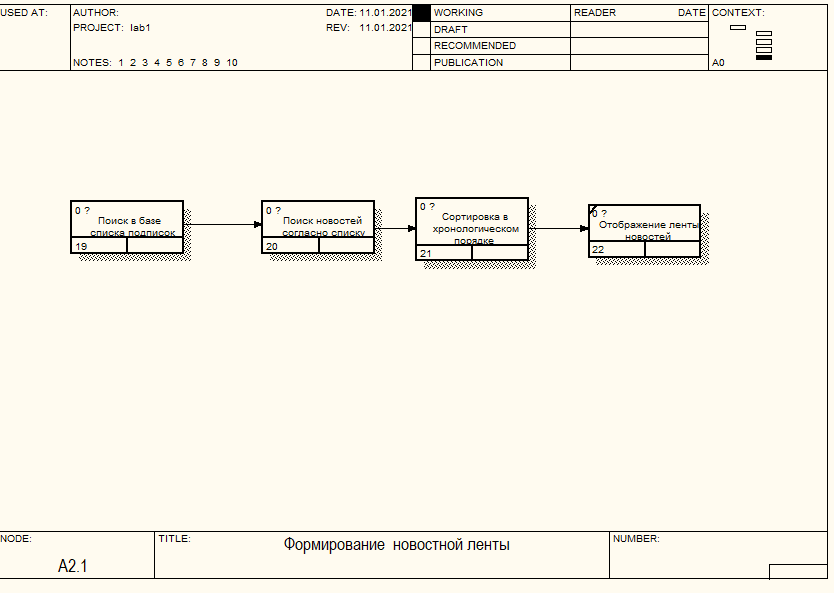 USED AT:
AUTHOR:
DATE: 11.01.2021
WORKING
READER
DATE
CONTEXT:
PROJECT: lab1
REV: 11.01.2021
DRAFT
RECOMMENDED
NOTES: 1 2 3 4 5 6 7 8 9 10
PUBLICATION
A0
0 ?
Поиск в базе
списка подписок
19
0 ?
Поиск новостей
согласно списку
20
0 ?
Сортировка в
хронологическом
порядке
21
0 ?
Отображение ленты
новостей
22
NODE:
TITLE:
Формирование новостной ленты
NUMBER:
A2.1